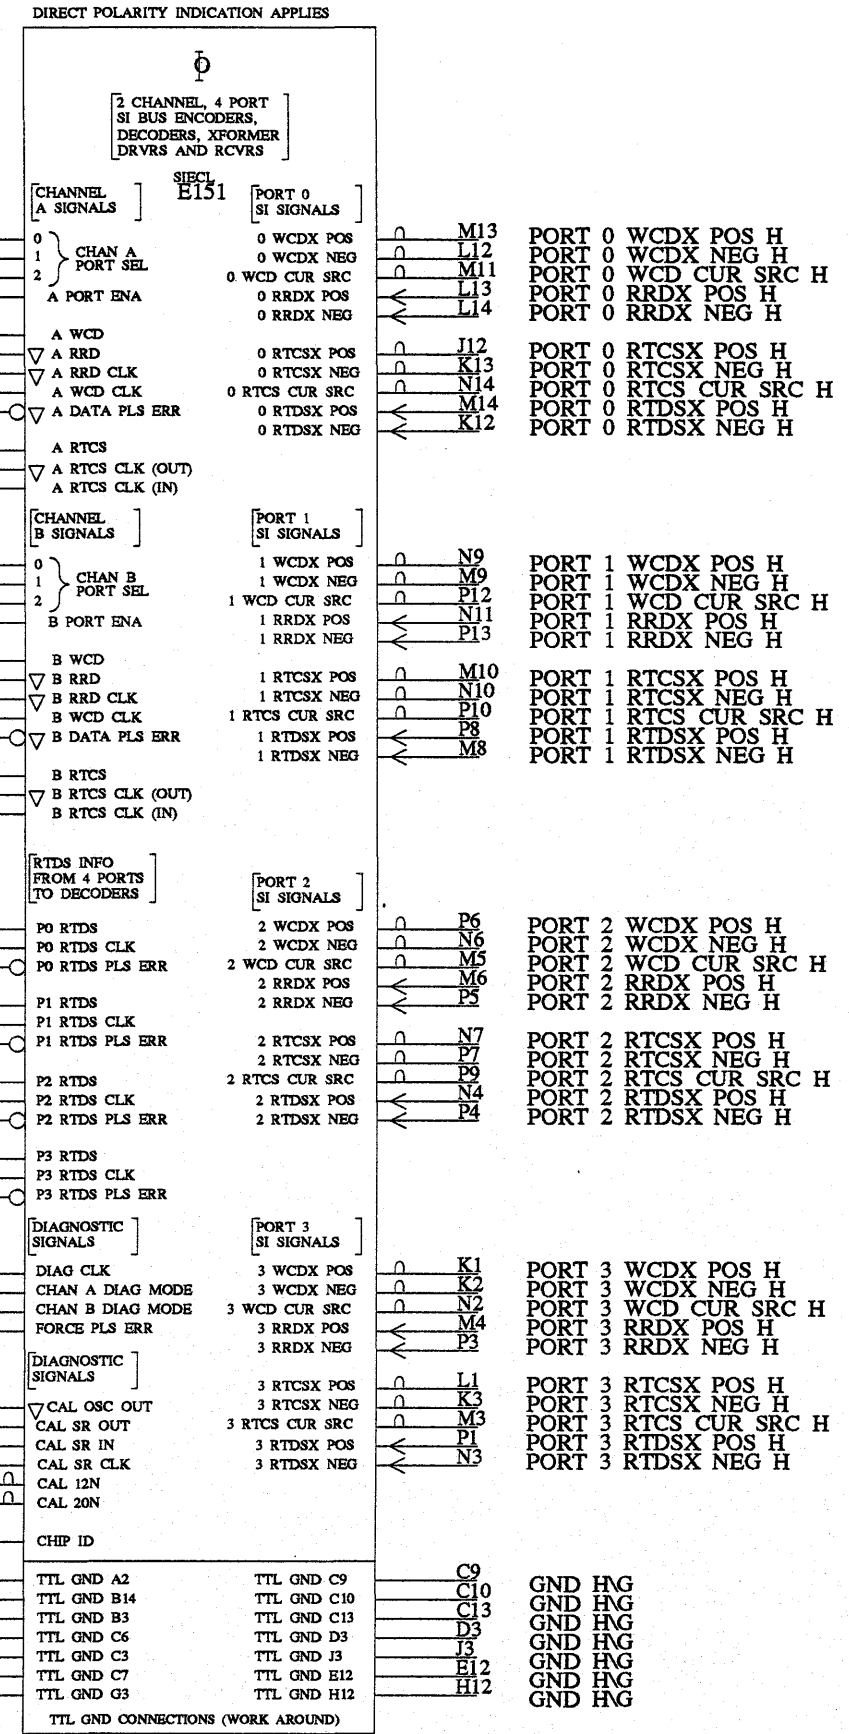 DIRECT POLARITY INDICATION APPLIES
Φ
2 CHANNEL, 4 PORT
SI BUS ENCODERS,
DECODERS, XFORMER
DRVRS AND RCVRS
SIECL
E151
CHANNEL
A SIGNALS
PORT 0
SI SIGNALS
0 0 WCDX POS M13 PORT 0 WCDX POS H
1 CHAN A 0 WCDX NEG L12 PORT 0 WCDX NEG H
2 PORT SEL 0 WCD CUR SRC M11 PORT 0 WCD CUR SRC H
A PORT ENA 0 RRDX POS L13 PORT 0 RRDX POS H
0 RRDX NEG L14 PORT 0 RRDX NEG H
A WCD
A RRD 0 RTCSX POS J12 PORT 0 RTCSX POS H
A RRD CLK 0 RTCSX NEG K13 PORT 0 RTCSX NEG H
A WCD CLK 0 RTCS CUR SRC N14 PORT 0 RTCS CUR SRC H
A DATA PLS ERR 0 RTDSX POS M14 PORT 0 RTDSX POS H
0 RTDSX NEG K12 PORT 0 RTDSX NEG H
A RTCS
A RTCS CLK (OUT)
A RTCS CLK (IN)
CHANNEL
B SIGNALS
PORT 1
SI SIGNALS
0 1 WCDX POS N9 PORT 1 WCDX POS H
1 CHAN B 1 WCDX NEG M9 PORT 1 WCDX NEG H
2 PORT SEL 1 WCD CUR SRC P12 PORT 1 WCD CUR SRC H
B PORT ENA 1 RRDX POS N11 PORT 1 RRDX POS H
1 RRDX NEG P13 PORT 1 RRDX NEG H
B WCD
B RRD 1 RTCSX POS M10 PORT 1 RTCSX POS H
B RRD CLK 1 RTCSX NEG N10 PORT 1 RTCSX NEG H
B WCD CLK 1 RTCS CUR SRC P10 PORT 1 RTCS CUR SRC H
B DATA PLS ERR 1 RTDSX POS P8 PORT 1 RTDSX POS H
1 RTDSX NEG M8 PORT 1 RTDSX NEG H
B RTCS
B RTCS CLK (OUT)
B RTCS CLK (IN)
RTDS INFO
FROM 4 PORTS
TO DECODERS
PORT 2
SI SIGNALS
P0 RTDS 2 WCDX POS P6 PORT 2 WCDX POS H
P0 RTDS CLK 2 WCDX NEG N6 PORT 2 WCDX NEG H
P0 RTDS PLS ERR 2 WCD CUR SRC M5 PORT 2 WCD CUR SRC H
2 RRDX POS M6 PORT 2 RRDX POS H
P1 RTDS 2 RRDX NEG P5 PORT 2 RRDX NEG H
P1 RTDS CLK
P1 RTDS PLS ERR 2 RTCSX POS N7 PORT 2 RTCSX POS H
2 RTCSX NEG P7 PORT 2 RTCSX NEG H
P2 RTDS 2 RTCS CUR SRC P9 PORT 2 RTCS CUR SRC H
P2 RTDS CLK 2 RTDSX POS N4 PORT 2 RTDSX POS H
P2 RTDS PLS ERR 2 RTDSX NEG P4 PORT 2 RTDSX NEG H
P3 RTDS
P3 RTDS CLK
P3 RTDS PLS ERR
DIAGNOSTIC
SIGNALS
PORT 3
SI SIGNALS
DIAG CLK 3 WCDX POS K1 PORT 3 WCDX POS H
CHAN A DIAG MODE 3 WCDX NEG K2 PORT 3 WCDX NEG H
CHAN B DIAG MODE 3 WCD CUR SRC N2 PORT 3 WCD CUR SRC H
FORCE PLS ERR 3 RRDX POS M4 PORT 3 RRDX POS H
3 RRDX NEG P3 PORT 3 RRDX NEG H
DIAGNOSTIC
SIGNALS
3 RTCSX POS L1 PORT 3 RTCSX POS H
CAL OSC OUT 3 RTCSX NEG K3 PORT 3 RTCSX NEG H
CAL SR OUT 3 RTCS CUR SRC M3 PORT 3 RTCS CUR SRC H
CAL SR IN 3 RTDSX POS P1 PORT 3 RTDSX POS H
CAL SR CLK 3 RTDSX NEG N3 PORT 3 RTDSX NEG H
CAL 12N
CAL 20N
CHIP ID
TTL GND A2 TTL GND C9 C9 GND H\G
TTL GND B14 TTL GND C10 C10 GND H\G
TTL GND B3 TTL GND C13 C13 GND H\G
TTL GND C6 TTL GND D3 D3 GND H\G
TTL GND C3 TTL GND J3 J3 GND H\G
TTL GND C7 TTL GND E12 E12 GND H\G
TTL GND G3 TTL GND H12 H12 GND H\G
TTL GND CONNECTIONS (WORK AROUND)